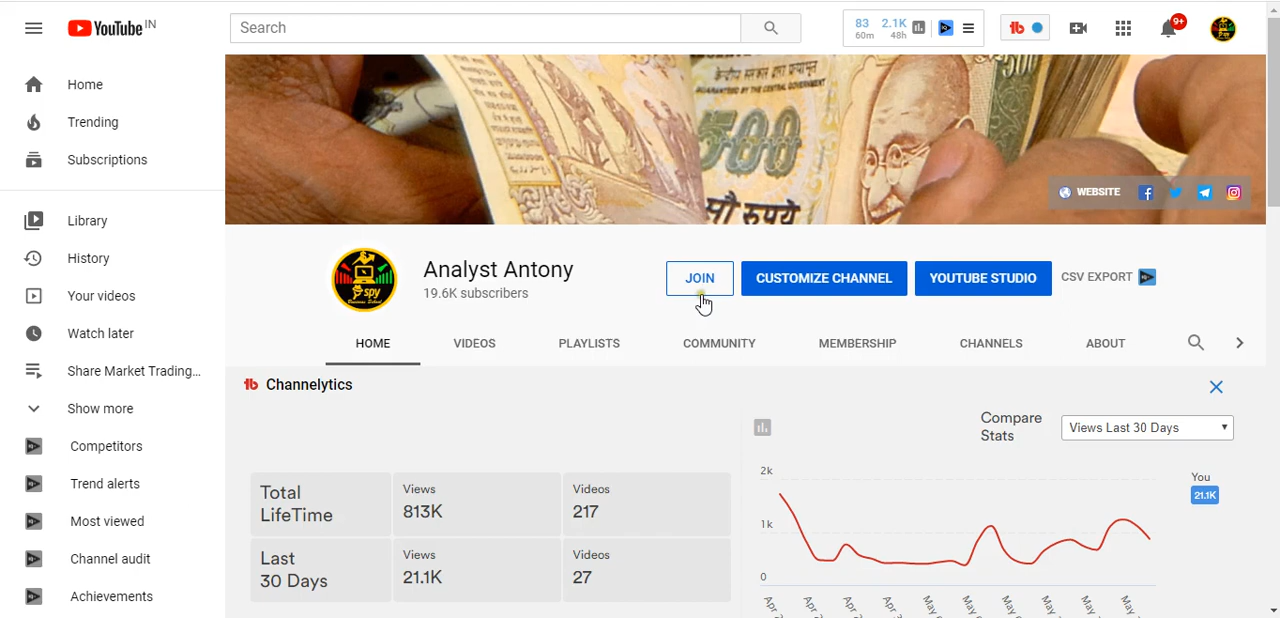 YouTube IN
Search
83 2.1K
60m 48h
9+
Home
Trending
Subscriptions
Library
History
Your videos
Watch later
Share Market Trading...
Show more
Competitors
Trend alerts
Most viewed
Channel audit
Achievements
500
सौ रुपये
WEBSITE
spy
Analyst Antony
19.6K subscribers
JOIN
CUSTOMIZE CHANNEL
YOUTUBE STUDIO
CSV EXPORT
HOME
VIDEOS
PLAYLISTS
COMMUNITY
MEMBERSHIP
CHANNELS
ABOUT
tb Channelytics
Compare
Stats
Views Last 30 Days
Total
LifeTime
Views
813K
Videos
217
Last
30 Days
Views
21.1K
Videos
27
2k
1k
0
You
21.1K